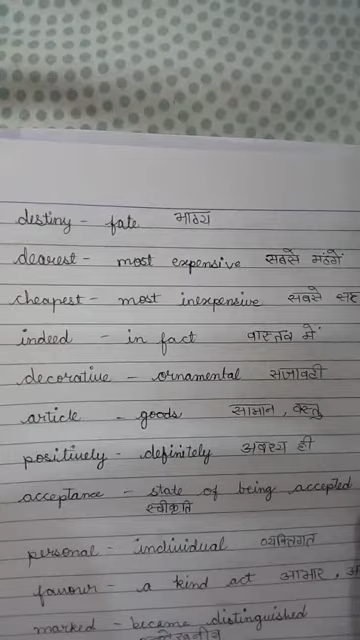 destiny - fate भाग्य
dearest - most expensive सबसे मंहगें
cheapest - most inexpensive सबसे
indeed - in fact वास्तव में
decorative - ornamental सजावटी
article - goods सामान, वस्तु
positively - definitely अवश्य ही
acceptance - state of being accepted
स्वीकृति
personal - individual व्यक्तिगत
favour - a kind act आभार,
marked - became distinguished